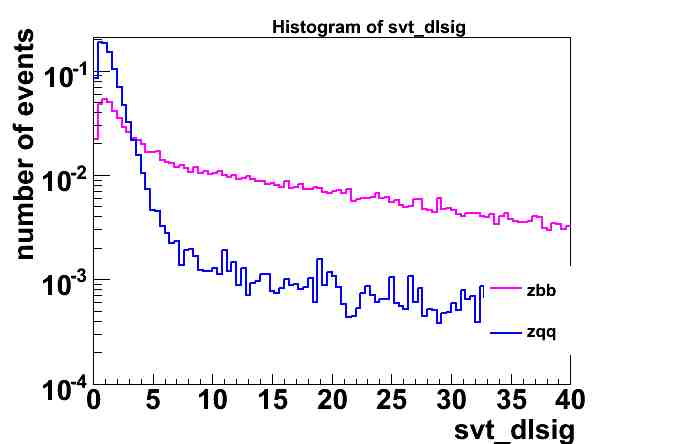 Histogram of svt_dlsig
number of events
10-1
10-2
10-3
10-4
zbb
zqq
0 5 10 15 20 25 30 35 40
svt_dlsig